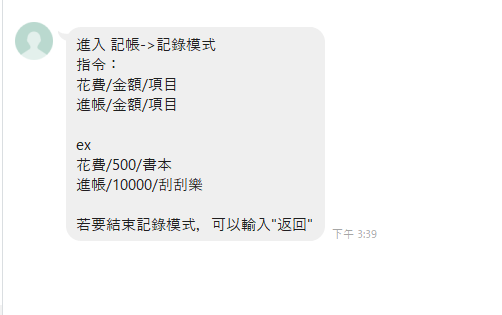 進入 記帳->記錄模式
指令：
花費/金額/項目
進帳/金額/項目
ex
花費/500/書本
進帳/10000/刮刮樂
若要結束記錄模式，可以輸入"返回"
下午 3:39